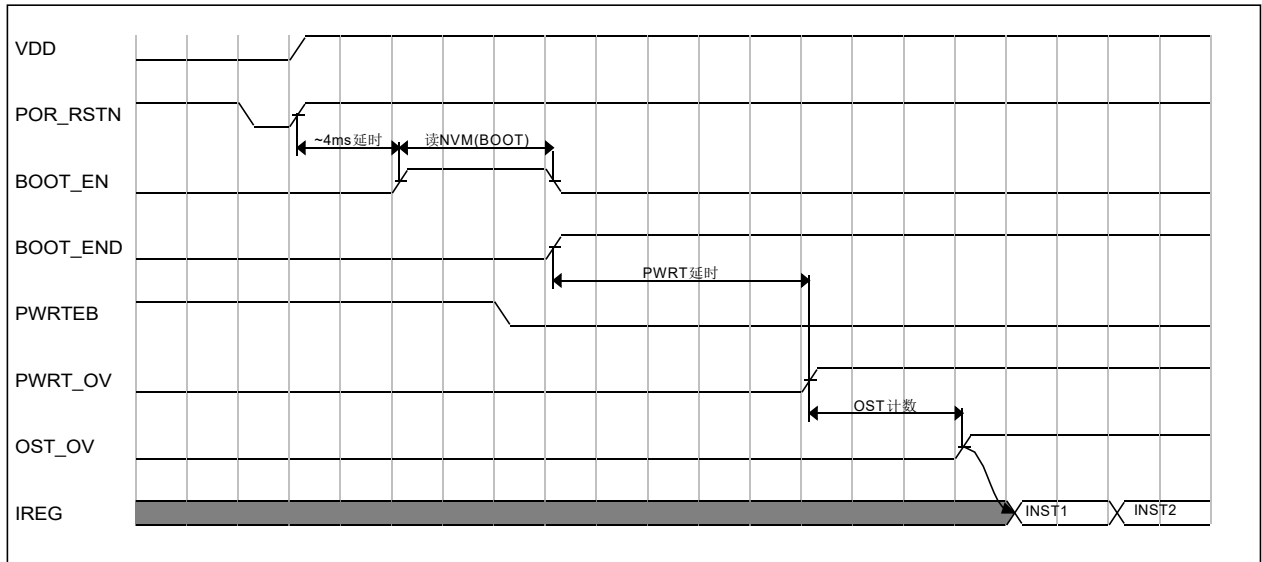 VDD
POR_RSTN
~4ms延时
读NVM(BOOT)
BOOT_EN
BOOT_END
PWRT延时
PWRTEB
PWRT_OV
OST计数
OST_OV
IREG
INST1
INST2